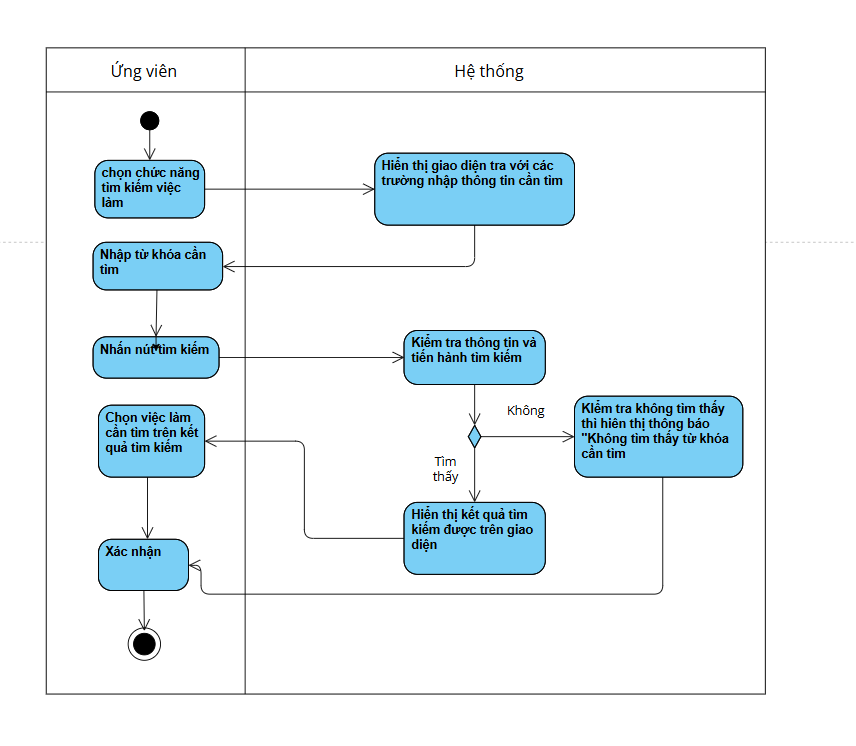 Ứng viên
Hệ thống
chọn chức năng
tìm kiếm việc
làm
Hiển thị giao diện tra với các
trường nhập thông tin cần tìm
Nhập từ khóa cần
tìm
Nhấn nút tìm kiếm
Kiểm tra thông tin và
tiến hành tìm kiếm
Không
Kiểm tra không tìm thấy
thì hiên thị thông báo
"Không tìm thấy từ khóa
cần tìm
Chọn việc làm
cần tìm trên kết
quả tìm kiếm
Tìm
thấy
Hiển thị kết quả tìm
kiếm được trên giao
diện
Xác nhận